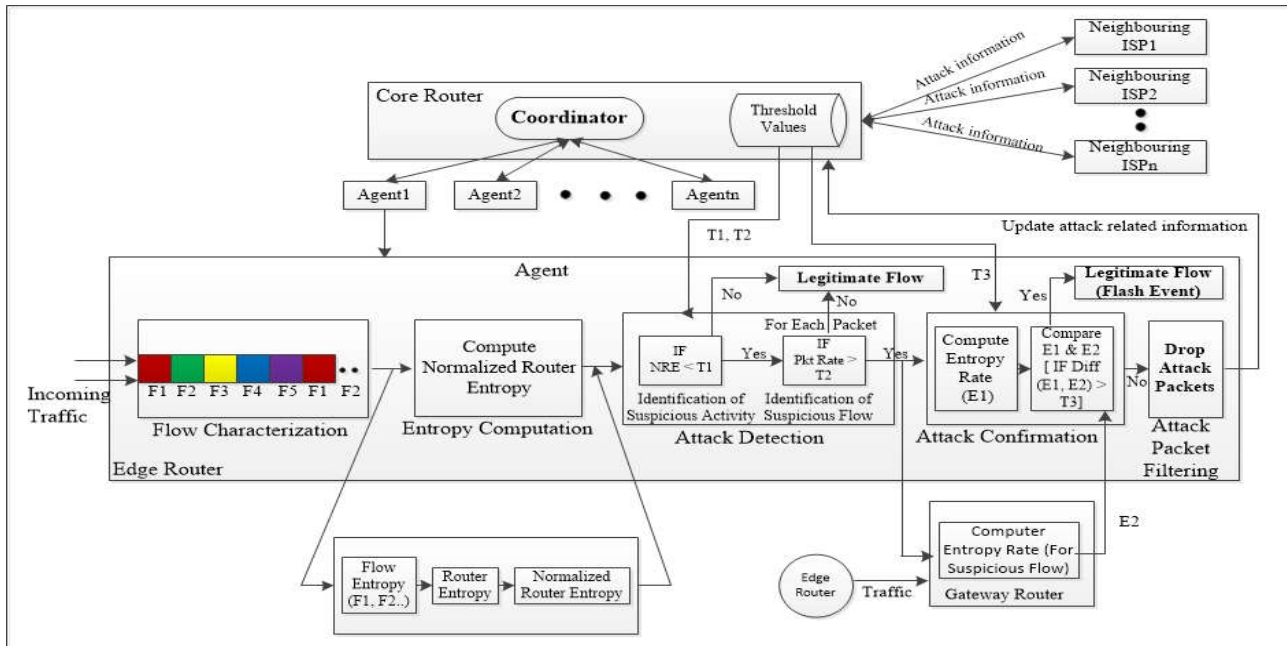 Neighbouring
ISP1
Attack information
Neighbouring
ISP2
Attack information
Neighbouring
ISPn
Attack information
Core Router
Coordinator
Threshold
Values
Agent1
Agent2
Agentn
T1, T2
Update attack related information
Agent
T3
Legitimate Flow
No
No
Yes
Legitimate Flow
(Flash Event)
For Each Packet
Compute
Normalized Router
Entropy
IF
NRE < T1
Yes
IF
Pkt Rate >
T2
Yes
Compute
Entropy
Rate
(E1)
Compare
E1 & E2
[ IF Diff
(E1, E2) >
T3]
No
Drop
Attack
Packets
F1 F2 F3 F4 F5 F1 F2
Incoming
Traffic
Flow Characterization
Entropy Computation
Identification of
Suspicious Activity
Identification of
Suspicious Flow
Attack Detection
Attack Confirmation
Attack
Packet
Filtering
Edge Router
E2
Flow
Entropy
(F1, F2..)
Router
Entropy
Normalized
Router Entropy
Edge
Router
Traffic
Computer
Entropy Rate (For
Suspicious Flow)
Gateway Router